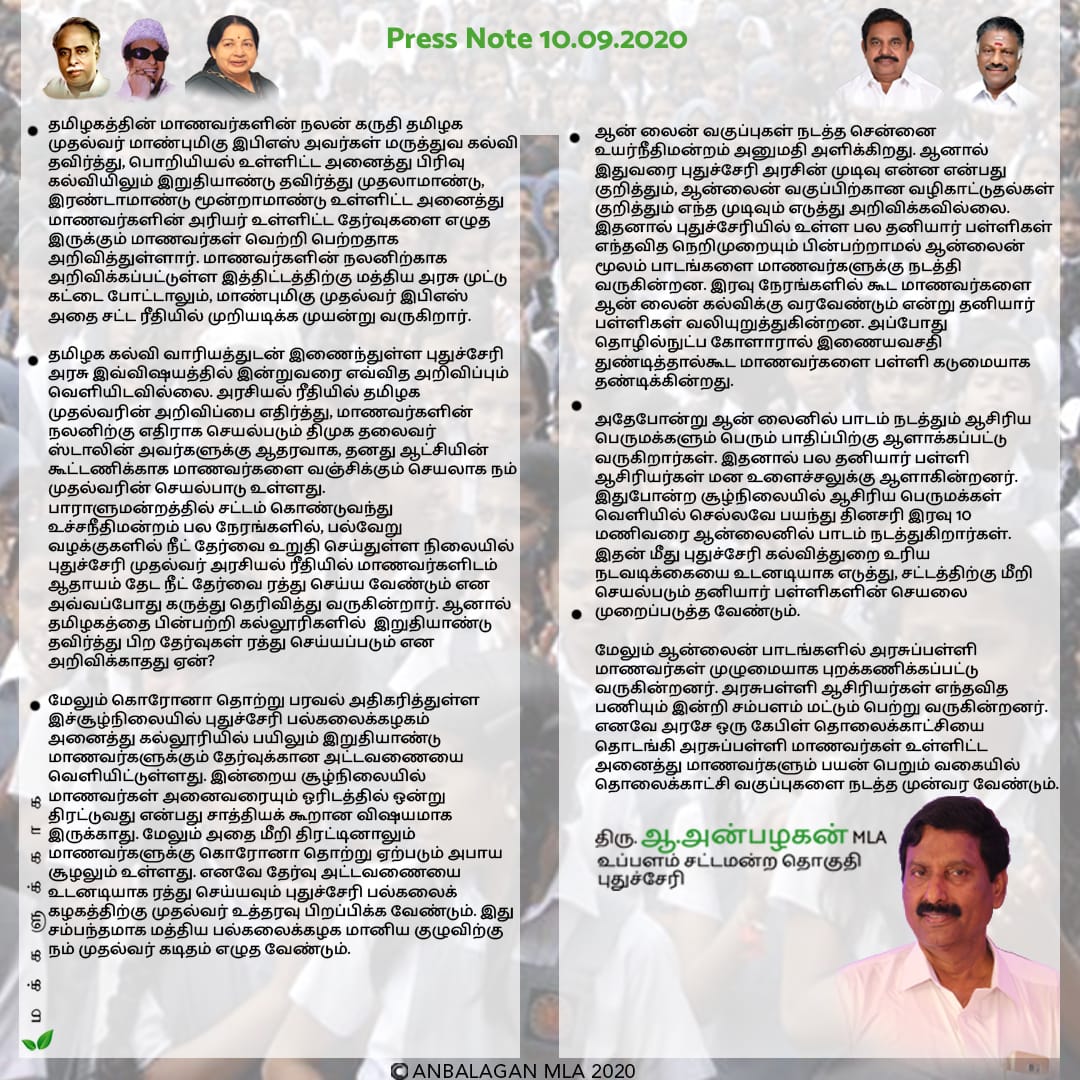 Press Note 10.09.2020
தமிழகத்தின் மாணவர்களின் நலன் கருதி தமிழக
முதல்வர் மாண்புமிகு இபிஎஸ் அவர்கள் மருத்துவ கல்வி
தவிர்த்து, பொறியியல் உள்ளிட்ட அனைத்து பிரிவு
கல்வியிலும் இறுதியாண்டு தவிர்த்து முதலாமாண்டு,
இரண்டாமாண்டு மூன்றாமாண்டு உள்ளிட்ட அனைத்து
மாணவர்களின் அரியர் உள்ளிட்ட தேர்வுகளை எழுத
இருக்கும் மாணவர்கள் வெற்றி பெற்றதாக
அறிவித்துள்ளார். மாணவர்களின் நலனிற்காக
அறிவிக்கப்பட்டுள்ள இத்திட்டத்திற்கு மத்திய அரசு முட்டு
கட்டை போட்டாலும், மாண்புமிகு முதல்வர் இபிஎஸ்
அதை சட்ட ரீதியில் முறியடிக்க முயன்று வருகிறார்.
தமிழக கல்வி வாரியத்துடன் இணைந்துள்ள புதுச்சேரி
அரசு இவ்விஷயத்தில் இன்றுவரை எவ்வித அறிவிப்பும்
வெளியிடவில்லை. அரசியல் ரீதியில் தமிழக
முதல்வரின் அறிவிப்பை எதிர்த்து, மாணவர்களின்
நலனிற்கு எதிராக செயல்படும் திமுக தலைவர்
ஸ்டாலின் அவர்களுக்கு ஆதரவாக, தனது ஆட்சியின்
கூட்டணிக்காக மாணவர்களை வஞ்சிக்கும் செயலாக நம்
முதல்வரின் செயல்பாடு உள்ளது.
பாராளுமன்றத்தில் சட்டம் கொண்டுவந்து
உச்சநீதிமன்றம் பல நேரங்களில், பல்வேறு
வழக்குகளில் நீட் தேர்வை உறுதி செய்துள்ள நிலையில்
புதுச்சேரி முதல்வர் அரசியல் ரீதியில் மாணவர்களிடம்
ஆதாயம் தேட நீட் தேர்வை ரத்து செய்ய வேண்டும் என
அவ்வப்போது கருத்து தெரிவித்து வருகின்றார். ஆனால்
தமிழகத்தை பின்பற்றி கல்லூரிகளில் இறுதியாண்டு
தவிர்த்து பிற தேர்வுகள் ரத்து செய்யப்படும் என
அறிவிக்காதது ஏன்?
மேலும் கொரோனா தொற்று பரவல் அதிகரித்துள்ள
இச்சூழ்நிலையில் புதுச்சேரி பல்கலைக்கழகம்
அனைத்து கல்லூரியில் பயிலும் இறுதியாண்டு
மாணவர்களுக்கும் தேர்வுக்கான அட்டவணையை
வெளியிட்டுள்ளது. இன்றைய சூழ்நிலையில்
மாணவர்கள் அனைவரையும் ஓரிடத்தில் ஒன்று
திரட்டுவது என்பது சாத்தியக் கூறான விஷயமாக
இருக்காது. மேலும் அதை மீறி திரட்டினாலும்
மாணவர்களுக்கு கொரோனா தொற்று ஏற்படும் அபாய
சூழலும் உள்ளது. எனவே தேர்வு அட்டவணையை
உடனடியாக ரத்து செய்யவும் புதுச்சேரி பல்கலைக்
கழகத்திற்கு முதல்வர் உத்தரவு பிறப்பிக்க வேண்டும். இது
சம்பந்தமாக மத்திய பல்கலைக்கழக மானிய குழுவிற்கு
நம் முதல்வர் கடிதம் எழுத வேண்டும்.
மக்களுக்காக
ஆன் லைன் வகுப்புகள் நடத்த சென்னை
உயர்நீதிமன்றம் அனுமதி அளிக்கிறது. ஆனால்
இதுவரை புதுச்சேரி அரசின் முடிவு என்ன என்பது
குறித்தும், ஆன்லைன் வகுப்பிற்கான வழிகாட்டுதல்கள்
குறித்தும் எந்த முடிவும் எடுத்து அறிவிக்கவில்லை.
இதனால் புதுச்சேரியில் உள்ள பல தனியார் பள்ளிகள்
எந்தவித நெறிமுறையும் பின்பற்றாமல் ஆன்லைன்
மூலம் பாடங்களை மாணவர்களுக்கு நடத்தி
வருகின்றன. இரவு நேரங்களில் கூட மாணவர்களை
ஆன் லைன் கல்விக்கு வரவேண்டும் என்று தனியார்
பள்ளிகள் வலியுறுத்துகின்றன. அப்போது
தொழில்நுட்ப கோளாரால் இணையவசதி
துண்டித்தால்கூட மாணவர்களை பள்ளி கடுமையாக
தண்டிக்கின்றது.
அதேபோன்று ஆன் லைனில் பாடம் நடத்தும் ஆசிரிய
பெருமக்களும் பெரும் பாதிப்பிற்கு ஆளாக்கப்பட்டு
வருகிறார்கள். இதனால் பல தனியார் பள்ளி
ஆசிரியர்கள் மன உளைச்சலுக்கு ஆளாகின்றனர்.
இதுபோன்ற சூழ்நிலையில் ஆசிரிய பெருமக்கள்
வெளியில் செல்லவே பயந்து தினசரி இரவு 10
மணிவரை ஆன்லைனில் பாடம் நடத்துகிறார்கள்.
இதன் மீது புதுச்சேரி கல்வித்துறை உரிய
நடவடிக்கையை உடனடியாக எடுத்து, சட்டத்திற்கு மீறி
செயல்படும் தனியார் பள்ளிகளின் செயலை
முறைப்படுத்த வேண்டும்.
மேலும் ஆன்லைன் பாடங்களில் அரசுப்பள்ளி
மாணவர்கள் முழுமையாக புறக்கணிக்கப்பட்டு
வருகின்றனர். அரசுபள்ளி ஆசிரியர்கள் எந்தவித
பணியும் இன்றி சம்பளம் மட்டும் பெற்று வருகின்றனர்.
எனவே அரசே ஒரு கேபிள் தொலைக்காட்சியை
தொடங்கி அரசுப்பள்ளி மாணவர்கள் உள்ளிட்ட
அனைத்து மாணவர்களும் பயன் பெறும் வகையில்
தொலைக்காட்சி வகுப்புகளை நடத்த முன்வர வேண்டும்.
திரு. ஆ.அன்பழகன் MLA
உப்பளம் சட்டமன்ற தொகுதி
புதுச்சேரி
© ANBALAGAN MLA 2020